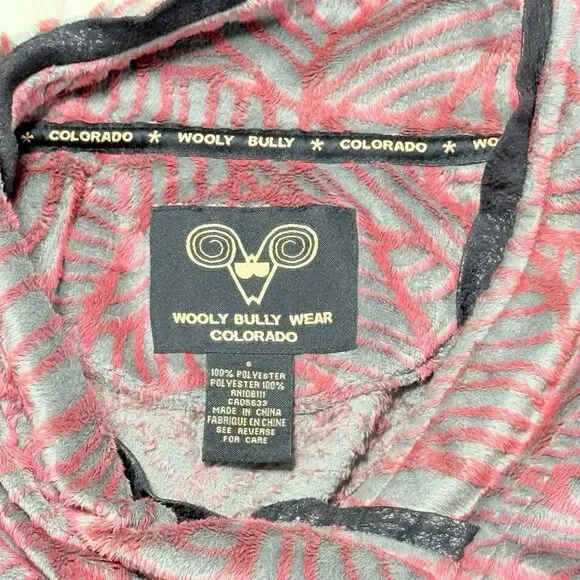 * COLORADO * WOOLY BULLY * COLORADO * WO
WOOLY BULLY WEAR
COLORADO
100% POLYESTER
POLYESTER 100%
RN108111
CAD5633
MADE IN CHINA
FABRIQUE EN CHINE
SEE REVERSE
FOR CARE